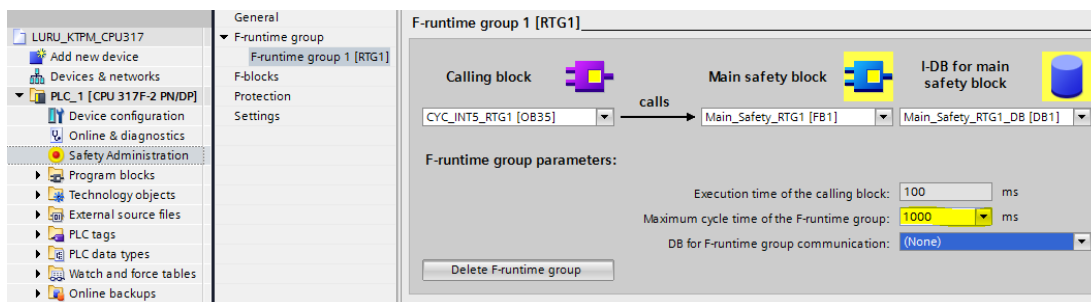 LURU_KTPM_CPU317
Add new device
Devices & networks
PLC_1 [CPU 317F-2 PN/DP]
Device configuration
Online & diagnostics
Safety Administration
Program blocks
Technology objects
External source files
PLC tags
PLC data types
Watch and force tables
Online backups
General
F-runtime group
F-runtime group 1 [RTG1]
F-blocks
Protection
Settings
F-runtime group 1 [RTG1]
Calling block
Main safety block
I-DB for main
safety block
calls
CYC_INT5_RTG1 [OB35]
Main_Safety_RTG1 [FB1]
Main_Safety_RTG1_DB [DB1]
F-runtime group parameters:
Execution time of the calling block: 100 ms
Maximum cycle time of the F-runtime group: 1000 ms
DB for F-runtime group communication: (None)
Delete F-runtime group